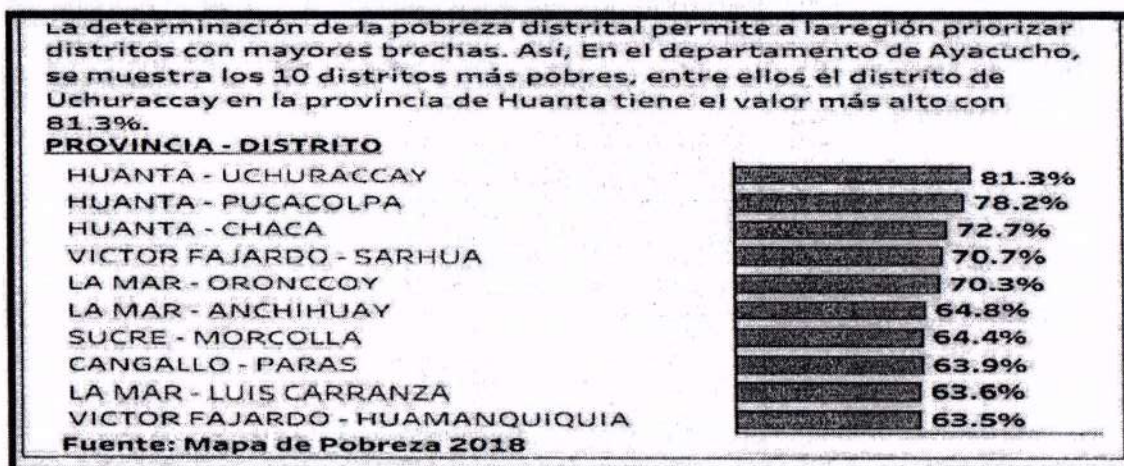 La determinación de la pobreza distrital permite a la región priorizar
distritos con mayores brechas. Así, En el departamento de Ayacucho,
se muestra los 10 distritos más pobres, entre ellos el distrito de
Uchuraccay en la provincia de Huanta tiene el valor más alto con
81.3%.
PROVINCIA - DISTRITO
HUANTA - UCHURACCAY 81.3%
HUANTA - PUCACOLPA 78.2%
HUANTA - CHACA 72.7%
VICTOR FAJARDO - SARHUA 70.7%
LA MAR - ORONCCOY 70.3%
LA MAR - ANCHIHUAY 64.8%
SUCRE - MORCOLLA 64.4%
CANGALLO - PARAS 63.9%
LA MAR - LUIS CARRANZA 63.6%
VICTOR FAJARDO - HUAMANQUIQUIA 63.5%
Fuente: Mapa de Pobreza 2018